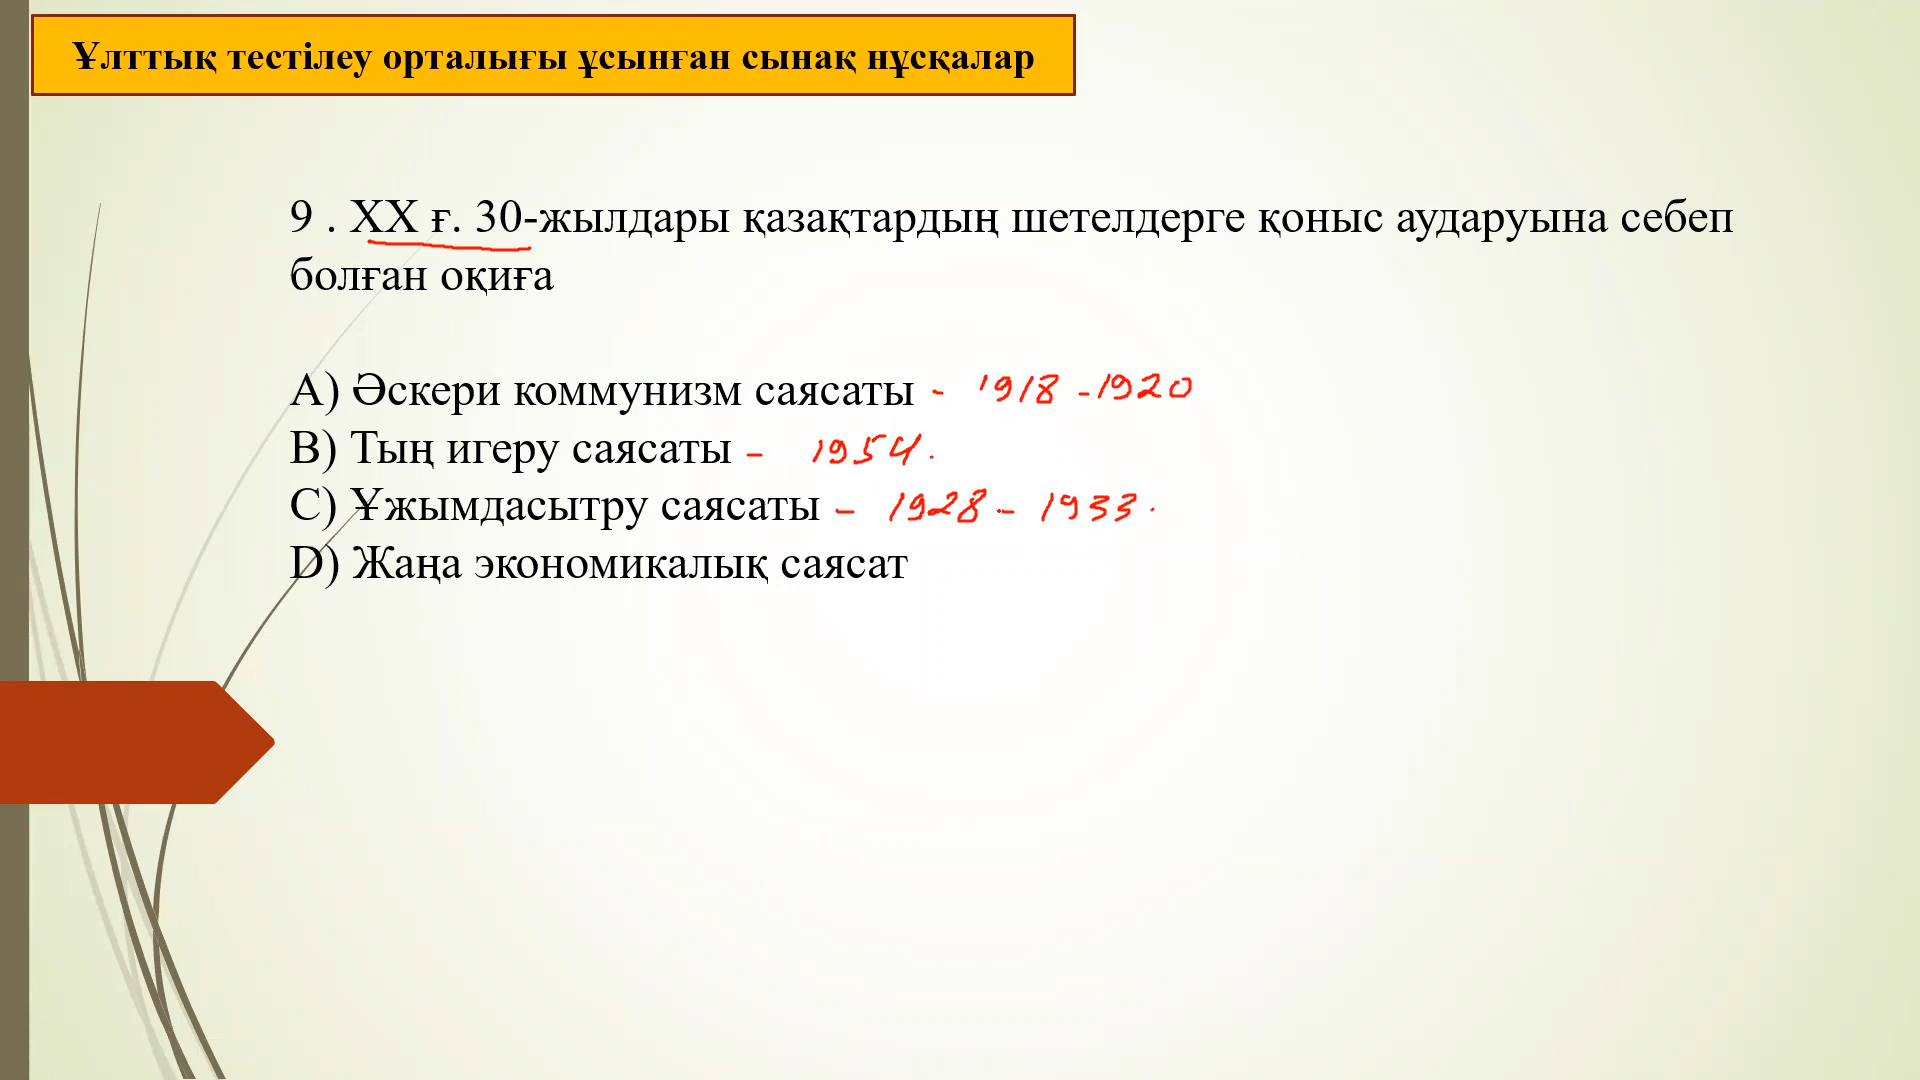 Ұлттық тестілеу орталығы ұсынған сынақ нұсқалар
9 . ХХ ғ. 30-жылдары қазақтардың шетелдерге қоныс аударуына себеп
болған оқиға
A) Әскери коммунизм саясаты - 1918 - 1920
B) Тың игеру саясаты - 1954.
C) Ұжымдасытру саясаты - 1928 - 1933.
D) Жаңа экономикалық саясат